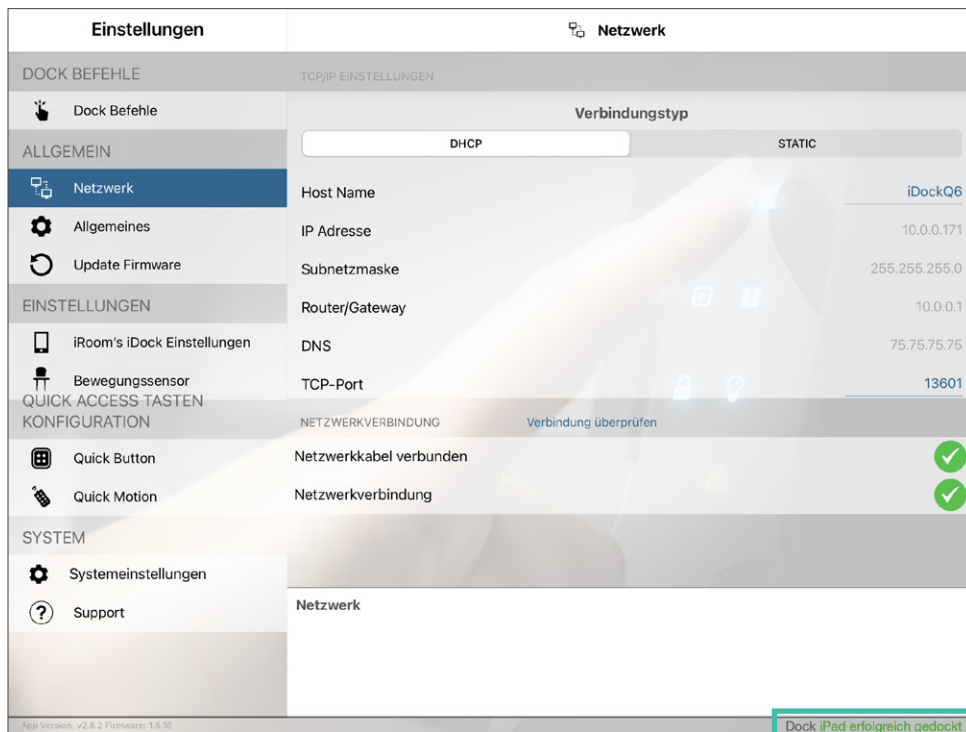 Einstellungen
Netzwerk
DOCK BEFEHLE
Dock Befehle
ALLGEMEIN
Netzwerk
Allgemeines
Update Firmware
EINSTELLUNGEN
iRoom's iDock Einstellungen
Bewegungssensor
QUICK ACCESS TASTEN
KONFIGURATION
Quick Button
Quick Motion
SYSTEM
Systemeinstellungen
Support
App Version: v2.8.2 Firmware: 1.5.10
TCP/IP EINSTELLUNGEN
Verbindungstyp
DHCP STATIC
Host Name iDockQ6
IP Adresse 10.0.0.171
Subnetzmaske 255.255.255.0
Router/Gateway 10.0.0.1
DNS 75.75.75.75
TCP-Port 13601
NETZWERKVERBINDUNG Verbindung überprüfen
Netzwerkkabel verbunden
Netzwerkverbindung
Netzwerk
Dock iPad erfolgreich gedockt